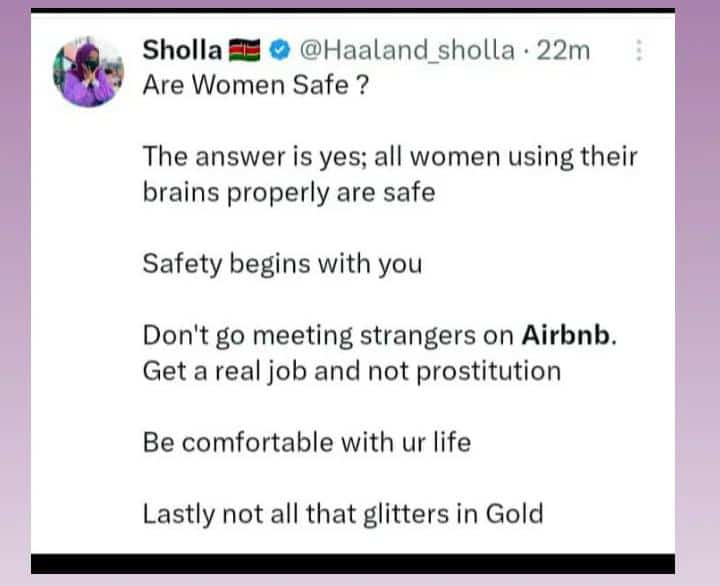 Sholla 🇰🇪 @Haaland_sholla · 22m
Are Women Safe ?
The answer is yes; all women using their
brains properly are safe
Safety begins with you
Don't go meeting strangers on Airbnb.
Get a real job and not prostitution
Be comfortable with ur life
Lastly not all that glitters in Gold